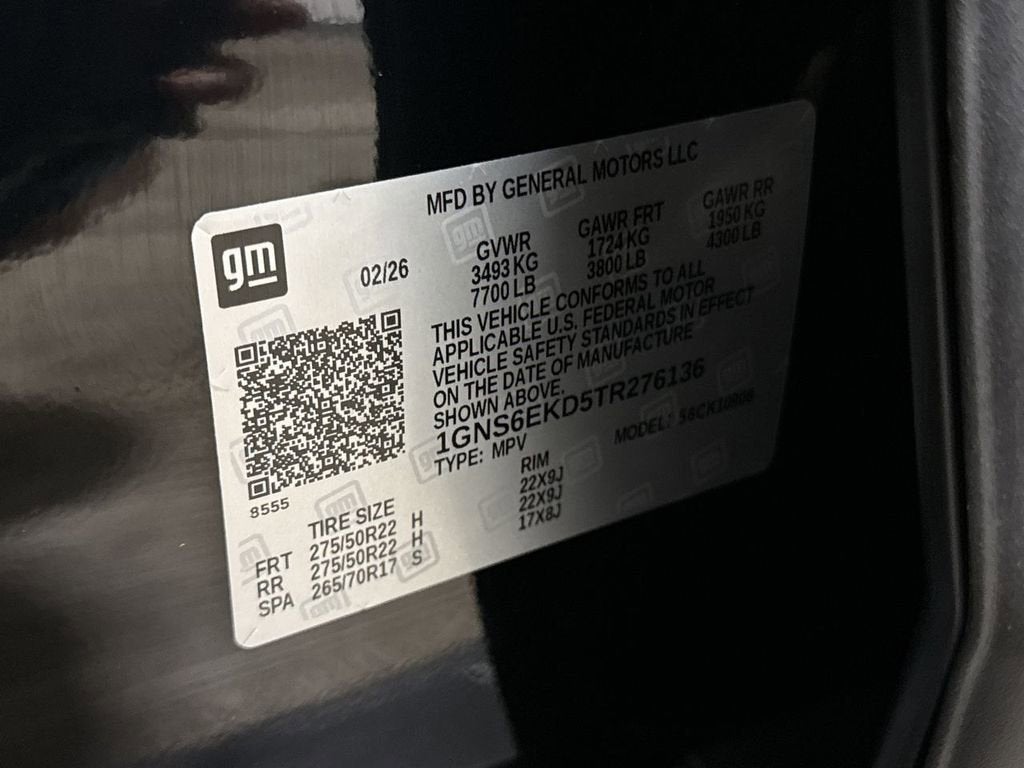 MFD BY GENERAL MOTORS LLC
gm
02/26
GVWR GAWR FRT GAWR RR
3493 KG 1724 KG 1950 KG
7700 LB 3800 LB 4300 LB
THIS VEHICLE CONFORMS TO ALL
APPLICABLE U.S. FEDERAL MOTOR
VEHICLE SAFETY STANDARDS IN EFFECT
ON THE DATE OF MANUFACTURE
SHOWN ABOVE.
1GNS6EKD5TR276136
TYPE: MPV MODEL:
8555
TIRE SIZE RIM
FRT 275/50R22 H 22X9J
RR 275/50R22 H 22X9J
SPA 265/70R17 S 17X8J